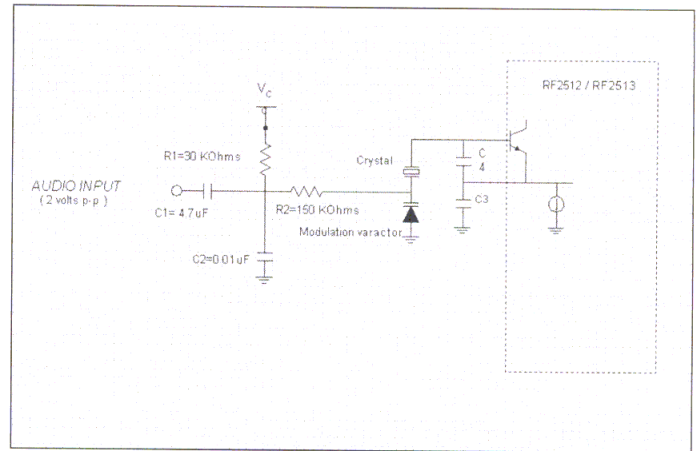 RF2512 / RF2513
Vc
R1=30 KOhms
Crystal
C
4
AUDIO INPUT
( 2 volts p-p )
C1= 4.7uF
R2=150 KOhms
C3
Modulation varactor
C2=0.01uF